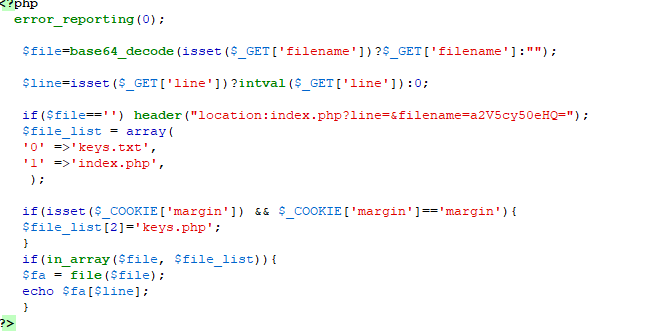 <?php
error_reporting(0);
$file=base64_decode(isset($_GET['filename'])?$_GET['filename']:"");
$line=isset($_GET['line'])?intval($_GET['line']):0;
if($file=='') header("location:index.php?line=&filename=a2V5cy50eHQ=");
$file_list = array(
'0' =>'keys.txt',
'1' =>'index.php',
);
if(isset($_COOKIE['margin']) && $_COOKIE['margin']=='margin'){
$file_list[2]='keys.php';
}
if(in_array($file, $file_list)){
$fa = file($file);
echo $fa[$line];
}
?>